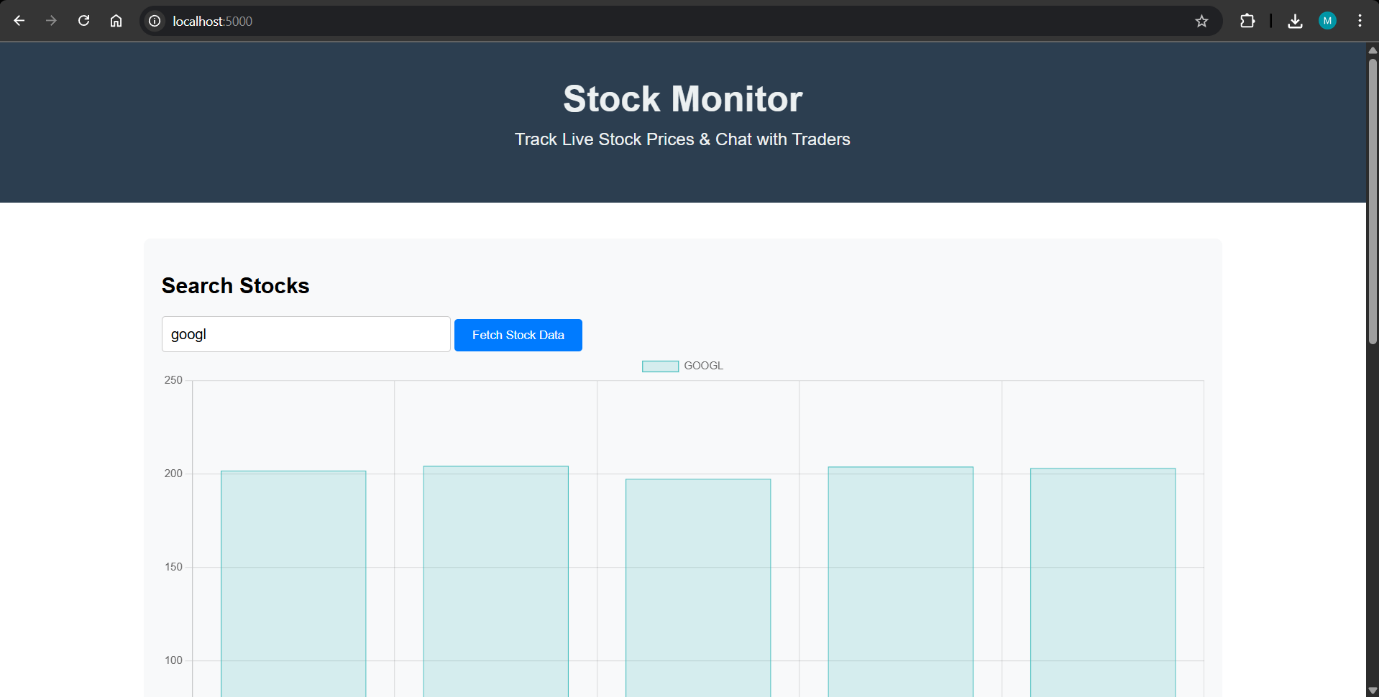 localhost:5000
M
Stock Monitor
Track Live Stock Prices & Chat with Traders
Search Stocks
googl
Fetch Stock Data
GOOGL
250
200
150
100